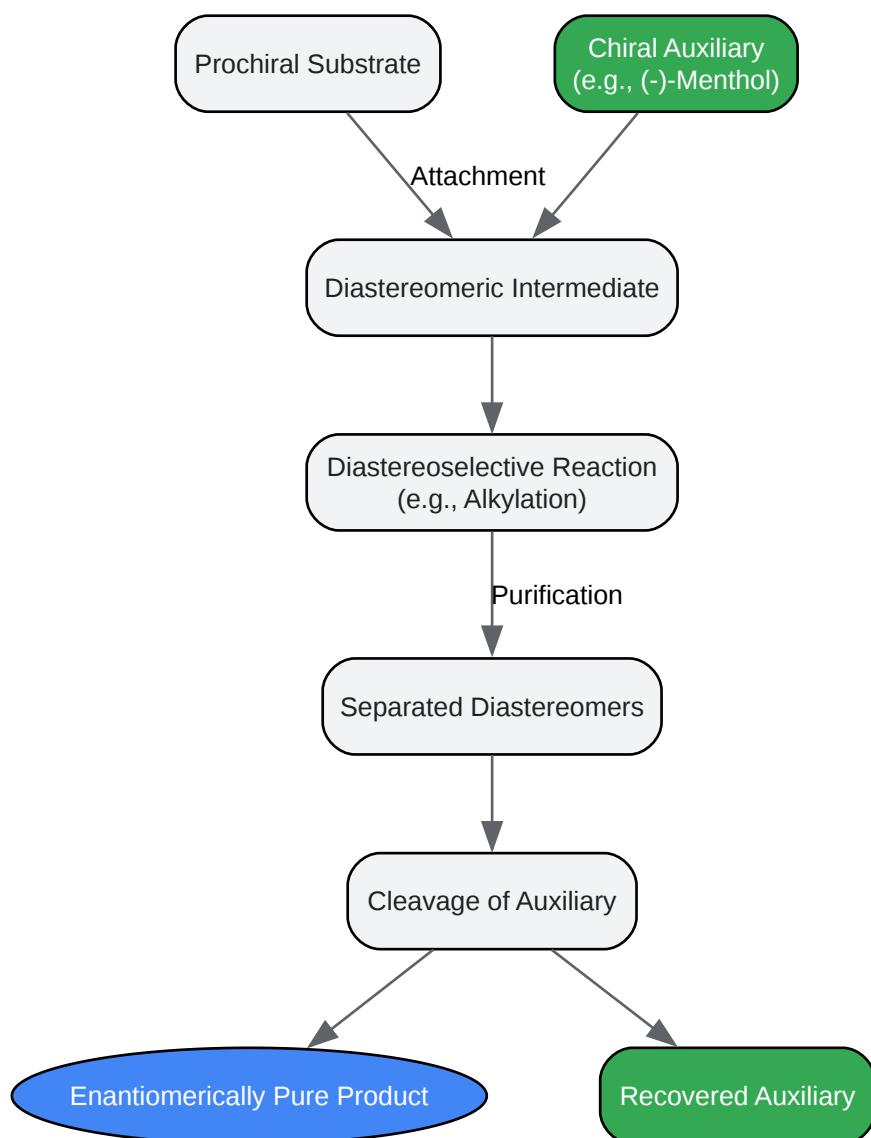 Prochiral Substrate
Chiral Auxiliary
(e.g., (-)-Menthol)
Attachment
Diastereomeric Intermediate
Diastereoselective Reaction
(e.g., Alkylation)
Purification
Separated Diastereomers
Cleavage of Auxiliary
Enantiomerically Pure Product
Recovered Auxiliary